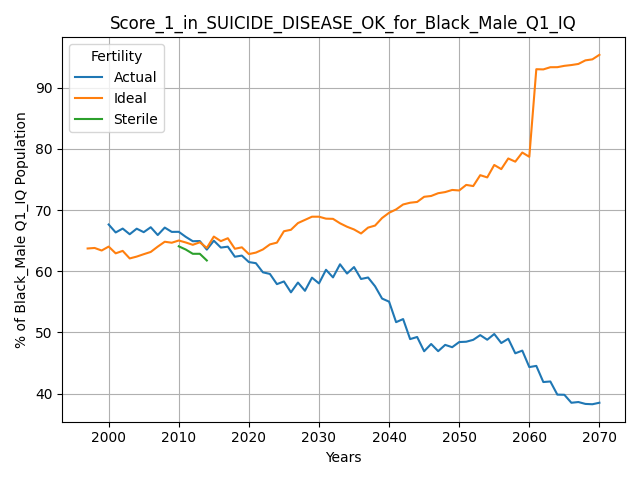 Score_1_in_SUICIDE_DISEASE_OK_for_Black_Male_Q1_IQ
Fertility
Actual
Ideal
Sterile
% of Black_Male Q1_IQ Population
90
80
70
60
50
40
2000 2010 2020 2030 2040 2050 2060 2070
Years